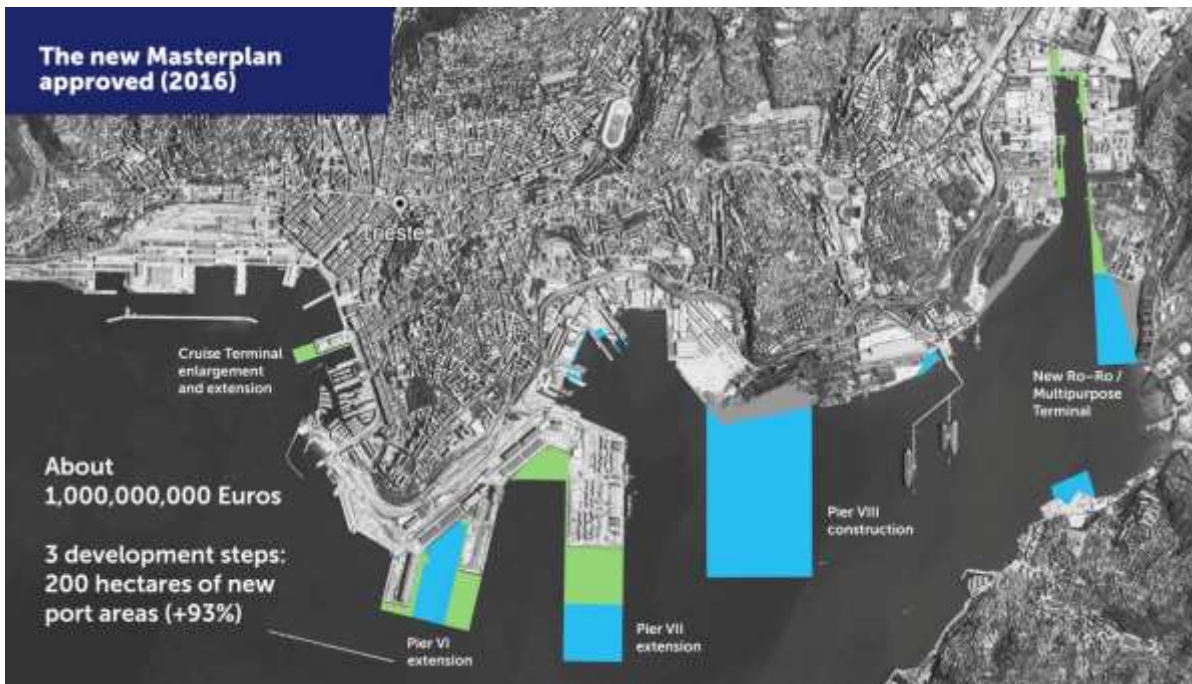 The new Masterplan
approved (2016)
Trieste
Cruise Terminal
enlargement
and extension
New Ro-Ro /
Multipurpose
Terminal
About
1,000,000,000 Euros
Pier VIII
construction
3 development steps:
200 hectares of new
port areas (+93%)
Pier VI
extension
Pier VII
extension